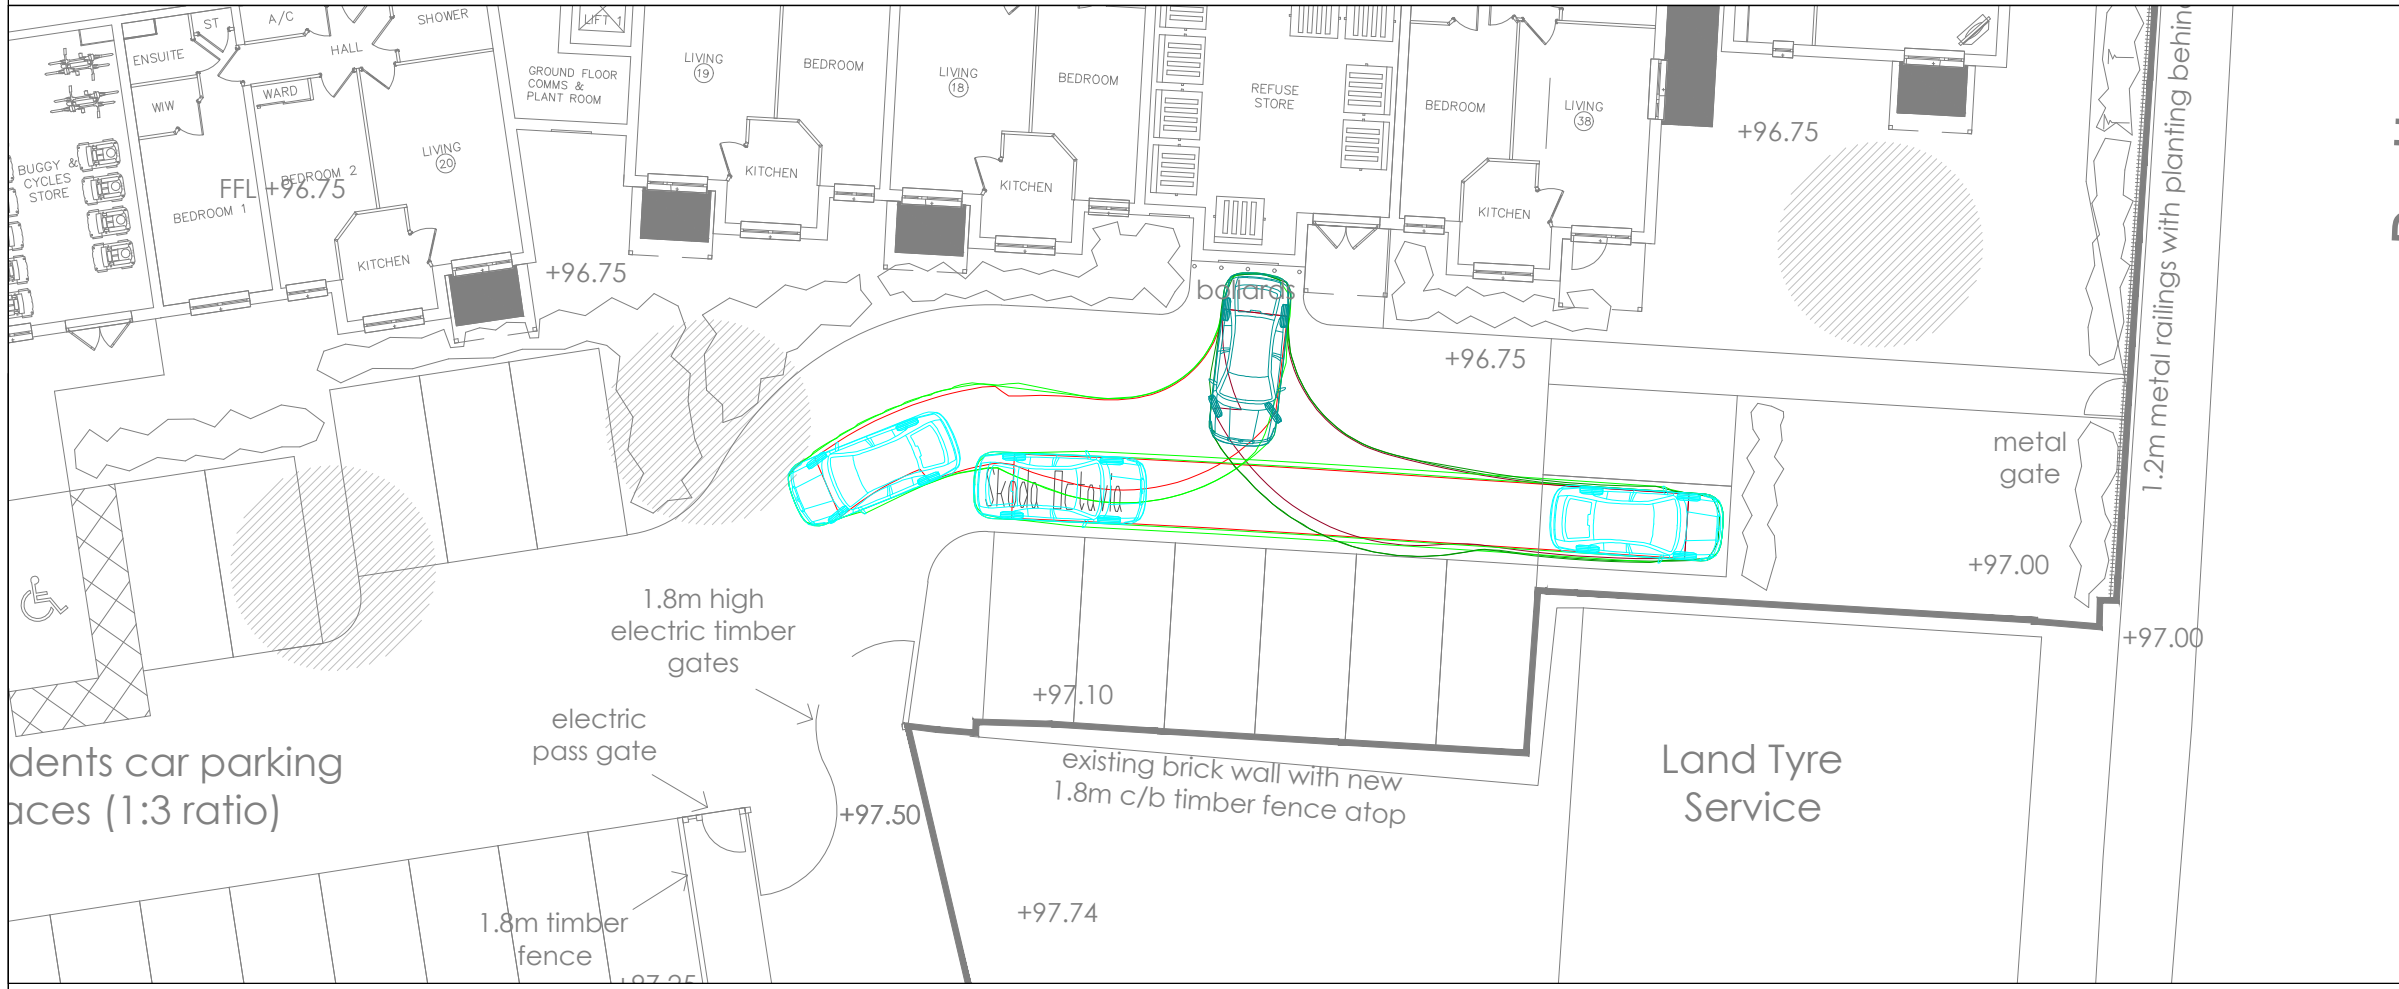 ST
A/C
SHOWER
LIFT 1
ENSUITE
HALL
WIW
WARD
LIVING
20
BUGGY &
CYCLES
STORE
BEDROOM 2
FFL +96.75
BEDROOM 1
KITCHEN
GROUND FLOOR
COMMS &
PLANT ROOM
LIVING
19
BEDROOM
KITCHEN
LIVING
18
BEDROOM
KITCHEN
REFUSE
STORE
BEDROOM
LIVING
38
KITCHEN
+96.75
+96.75
bollards
+96.75
1.2m metal railings with planting behind
metal
gate
+97.00
+97.00
Skoda Octavia
1.8m high
electric timber
gates
electric
pass gate
+97.10
existing brick wall with new
1.8m c/b timber fence atop
Land Tyre
Service
dents car parking
aces (1:3 ratio)
+97.50
+97.74
1.8m timber
fence
+97.25